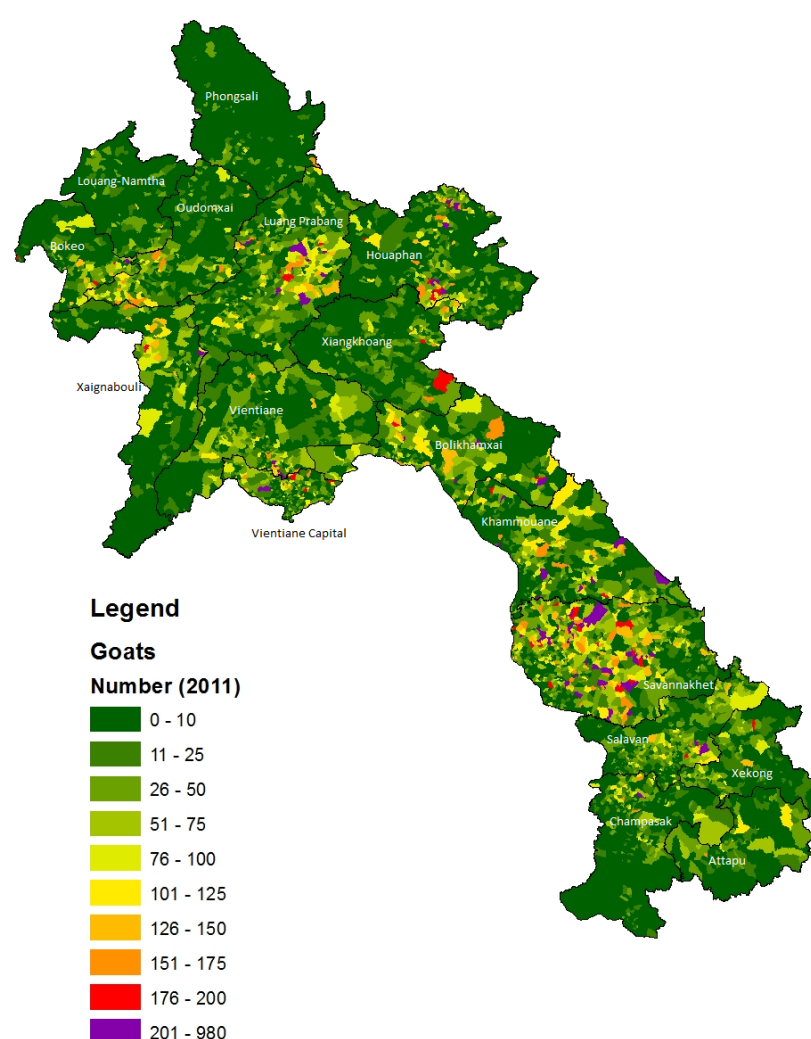 Phongsali
Louang-Namtha
Oudomxai
Luang Prabang
Bokeo
Houaphan
Xiangkhoang
Xaignabouli
Vientiane
Bolikhamxai
Khammouane
Vientiane Capital
Savannakhet
Salavan
Xekong
Champasak
Attapu
Legend
Goats
Number (2011)
0 - 10
11 - 25
26 - 50
51 - 75
76 - 100
101 - 125
126 - 150
151 - 175
176 - 200
201 - 980